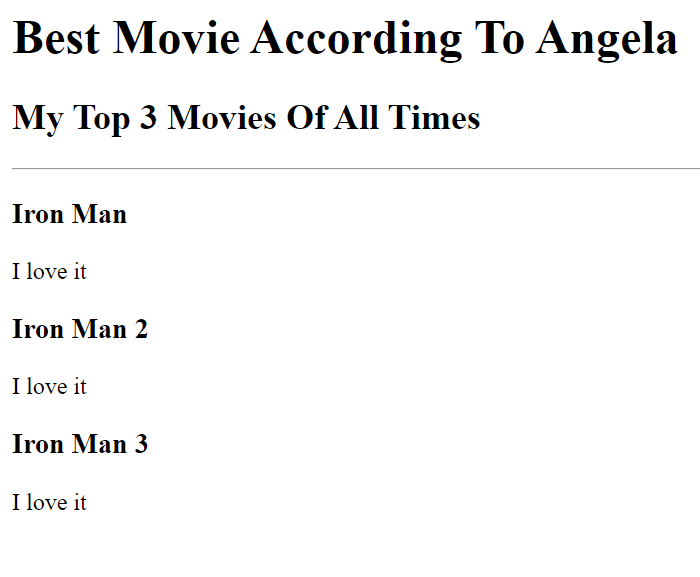 Best Movie According To Angela
My Top 3 Movies Of All Times
Iron Man
I love it
Iron Man 2
I love it
Iron Man 3
I love it